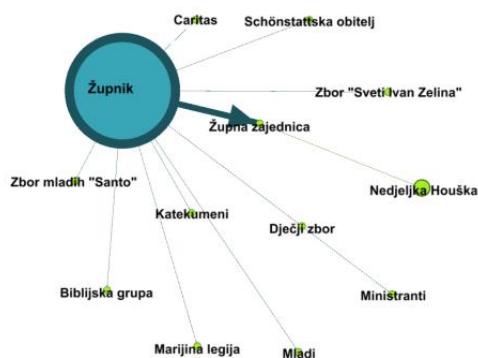 Caritas
Schönstattska obitelj
Župnik
Zbor "Sveti Ivan Zelina"
Župna zajednica
Zbor mladih "Santo"
Nedjeljka Houška
Katekumeni
Dječji zbor
Biblijska grupa
Ministranti
Marijina legija
Mladi